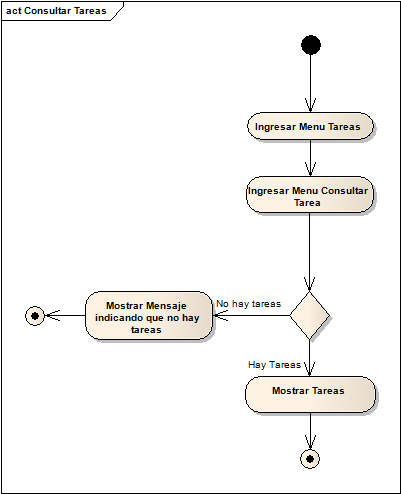 act Consultar Tareas
Ingresar Menu Tareas
Ingresar Menu Consultar
Tarea
No hay tareas
Mostrar Mensaje
indicando que no hay
tareas
Hay Tareas
Mostrar Tareas